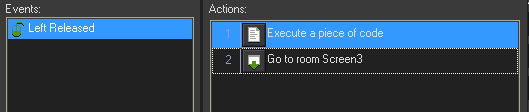 Events:
Left Released
Actions:
1 Execute a piece of code
2 Go to room Screen3